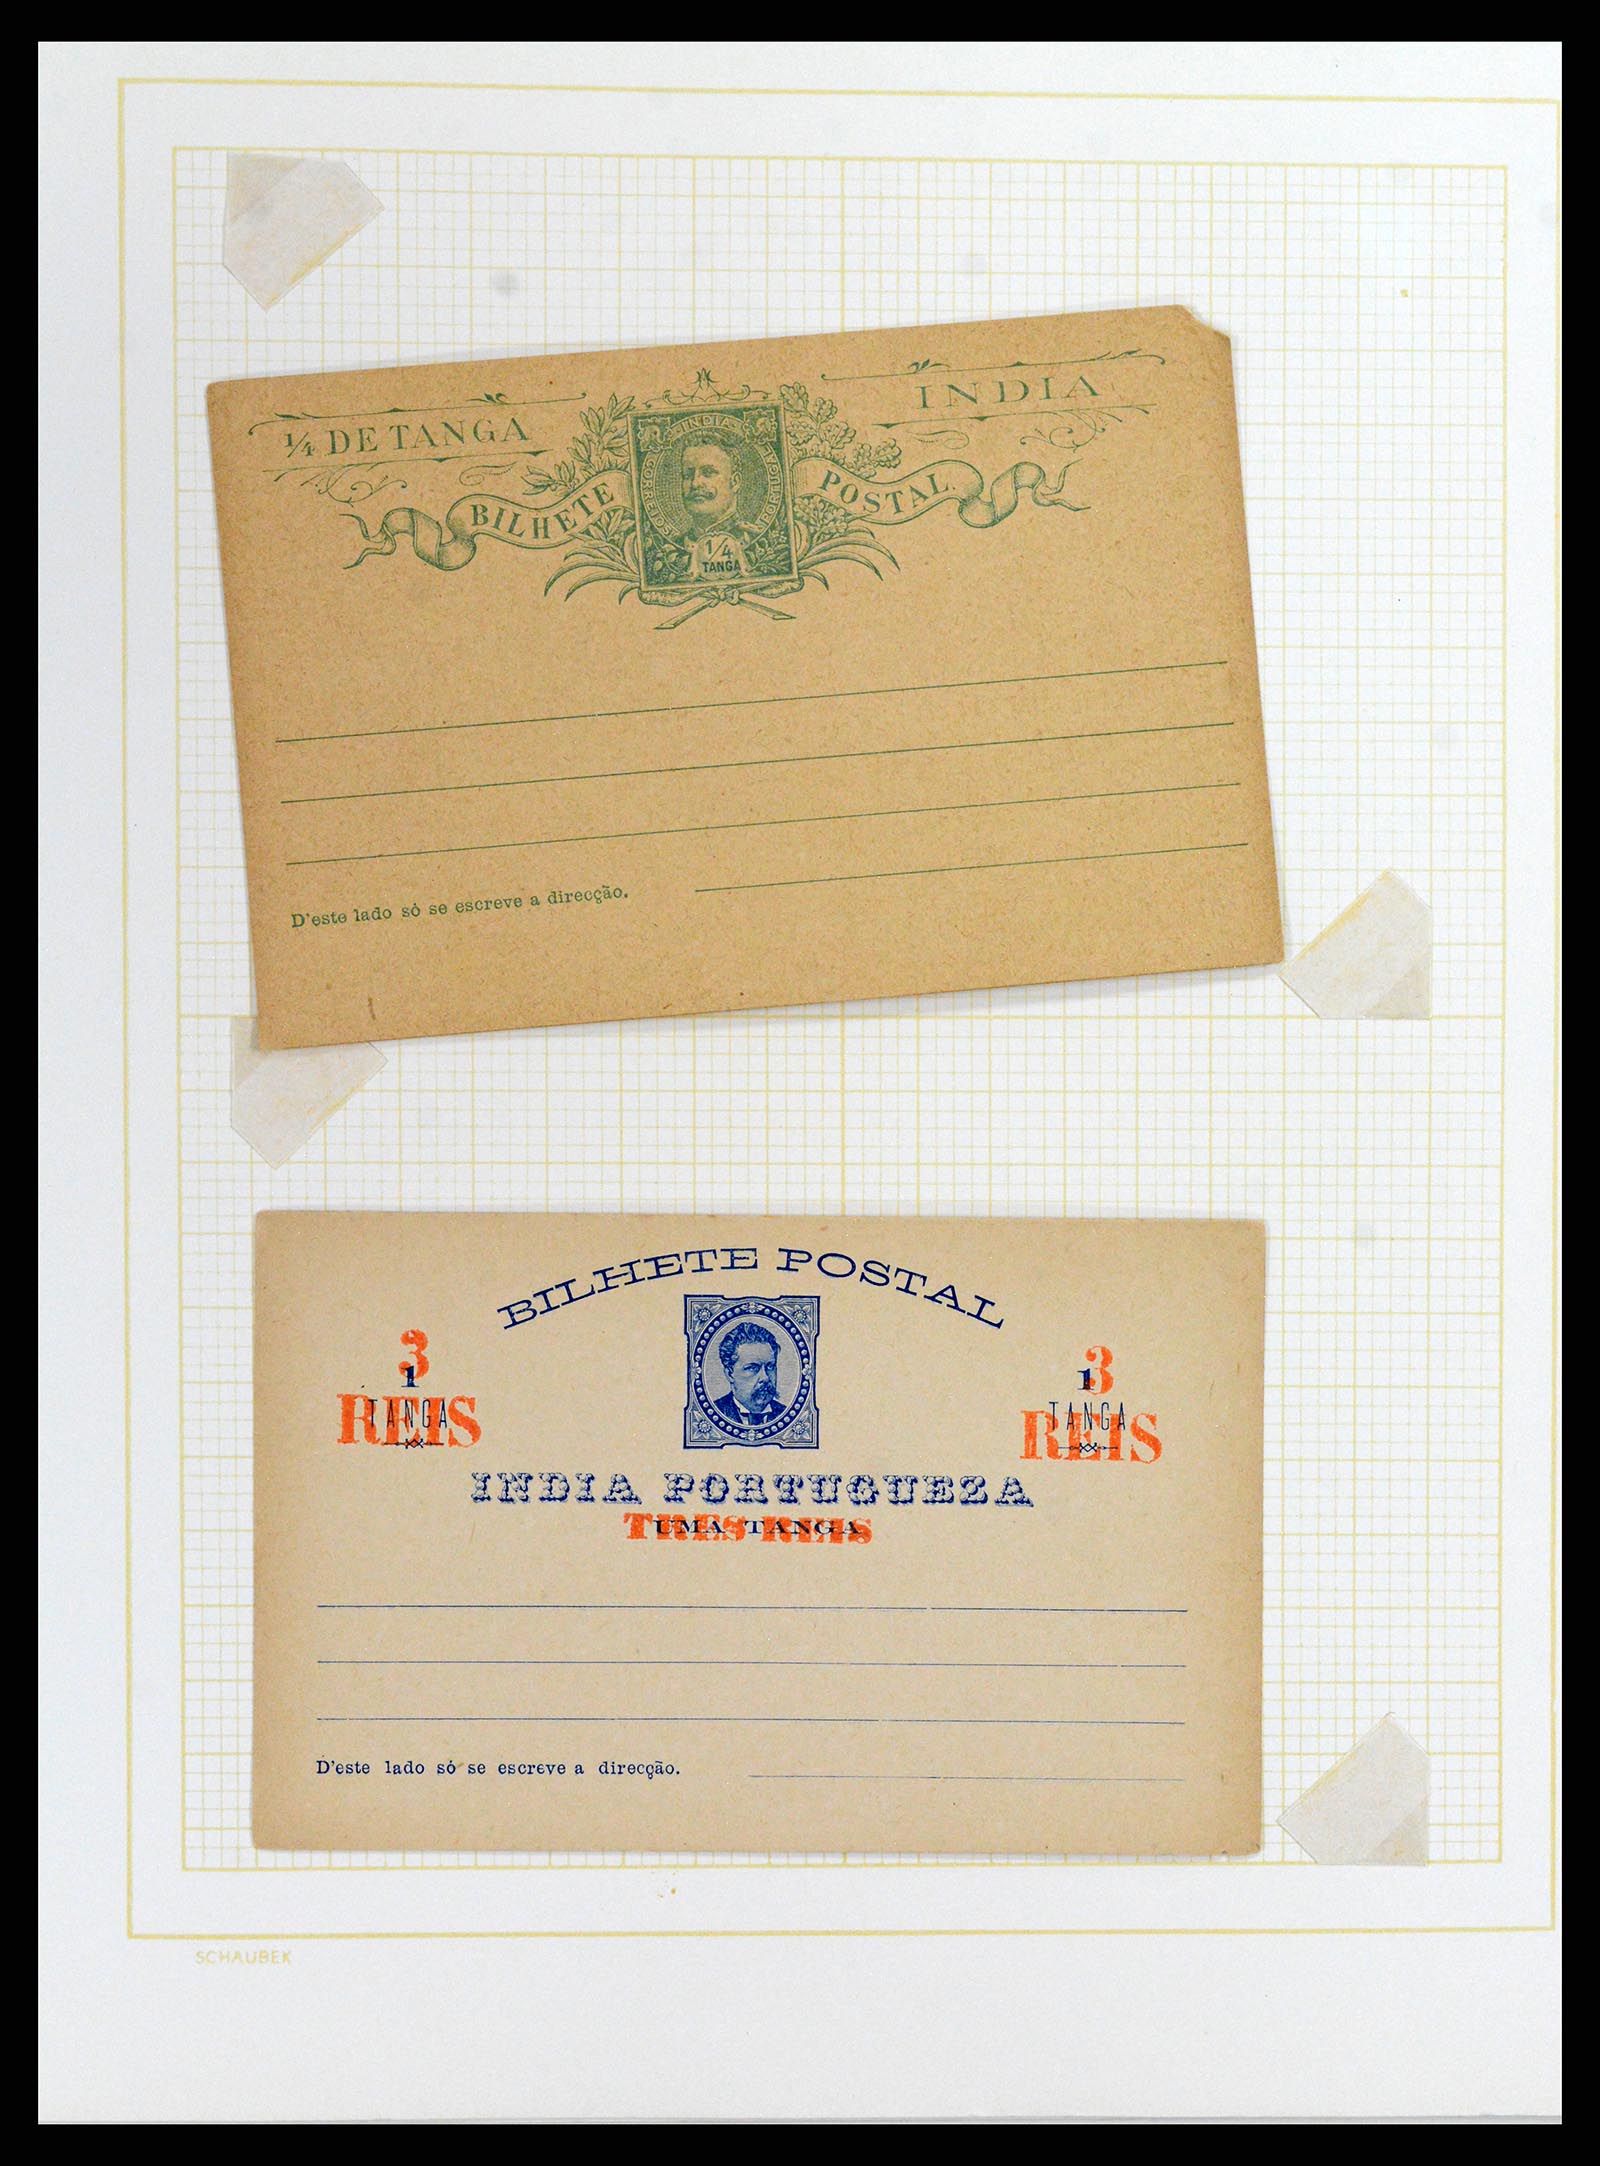 1/4 DE TANGA
INDIA
BILHETE POSTAL
INDIA
CORREIOS
PORTUGAL
1/4
TANGA
D'este lado só se escreve a direcção.
BILHETE POSTAL
3
1
TANGA
REIS
3
1
TANGA
REIS
INDIA PORTUGUEZA
UMA TANGA
TRES REIS
D'este lado só se escreve a direcção.
SCHAUBEK